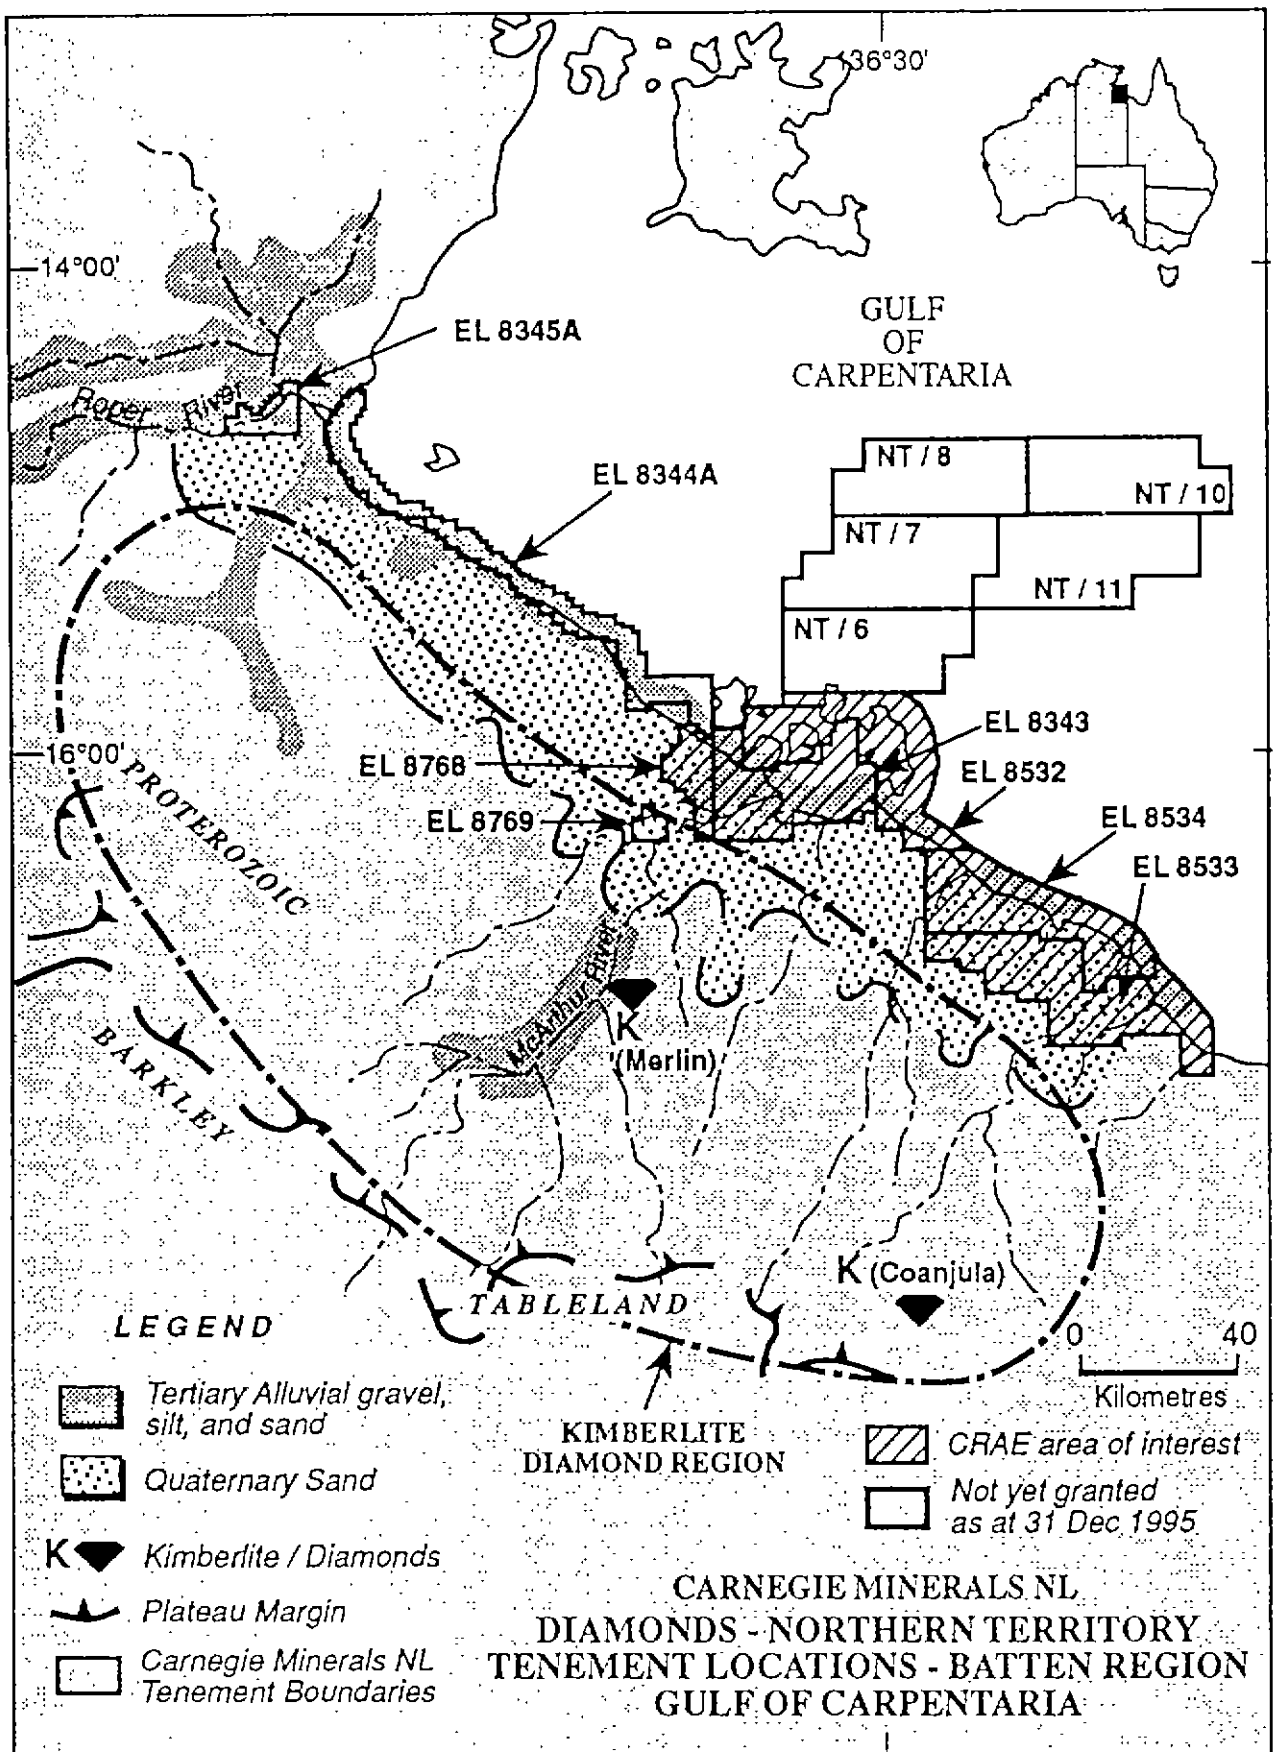 136°30'
14°00'
EL 8345A
GULF
OF
CARPENTARIA
Roper River
NT / 8
EL 8344A
NT / 10
NT / 7
NT / 11
NT / 6
EL 8343
16°00'
EL 8768
EL 8532
EL 8769
EL 8534
EL 8533
PROTEROZOIC
McArthur River
K
(Merlin)
BARKLEY
K (Coanjula)
TABLELAND
0 40
Kilometres
LEGEND
Tertiary Alluvial gravel,
silt, and sand
Quaternary Sand
K Kimberlite / Diamonds
Plateau Margin
Carnegie Minerals NL
Tenement Boundaries
KIMBERLITE
DIAMOND REGION
CRAE area of interest
Not yet granted
as at 31 Dec 1995
CARNEGIE MINERALS NL
DIAMONDS - NORTHERN TERRITORY
TENEMENT LOCATIONS - BATTEN REGION
GULF OF CARPENTARIA